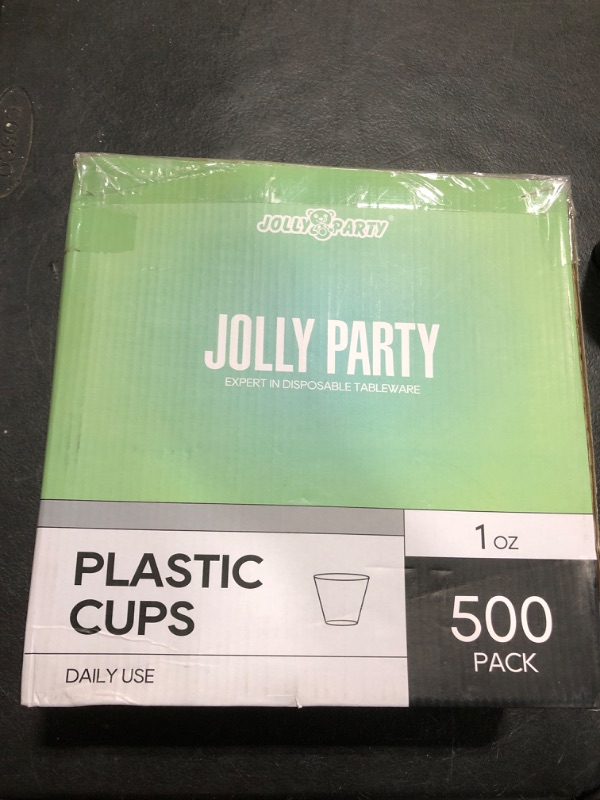 JOLLY PARTY
JOLLY PARTY
EXPERT IN DISPOSABLE TABLEWARE
PLASTIC
CUPS
DAILY USE
1 OZ
500
PACK